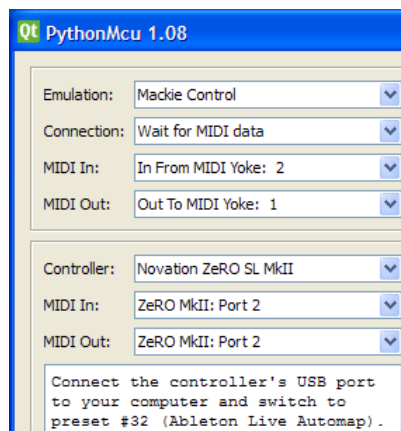 Qt PythonMcu 1.08
Emulation: Mackie Control
Connection: Wait for MIDI data
MIDI In: In From MIDI Yoke: 2
MIDI Out: Out To MIDI Yoke: 1
Controller: Novation ZeRO SL MkII
MIDI In: ZeRO MkII: Port 2
MIDI Out: ZeRO MkII: Port 2
Connect the controller's USB port
to your computer and switch to
preset #32 (Ableton Live Automap).